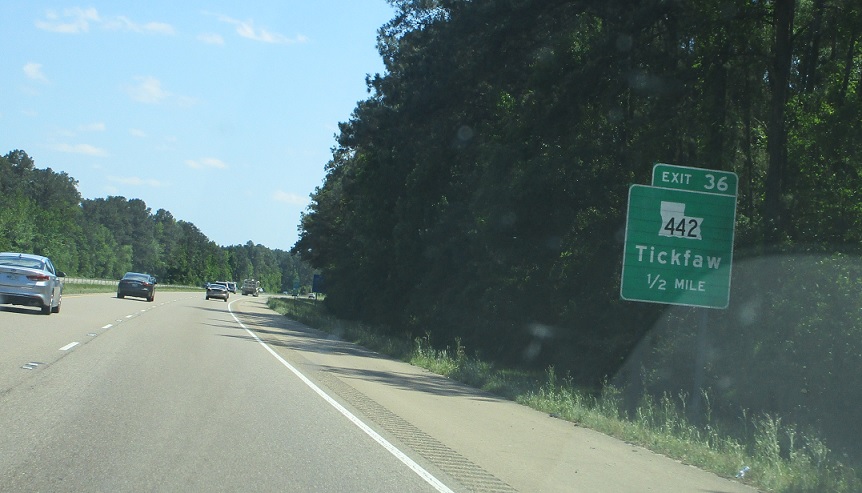 EXIT 36
442
Tickfaw
1/2 MILE